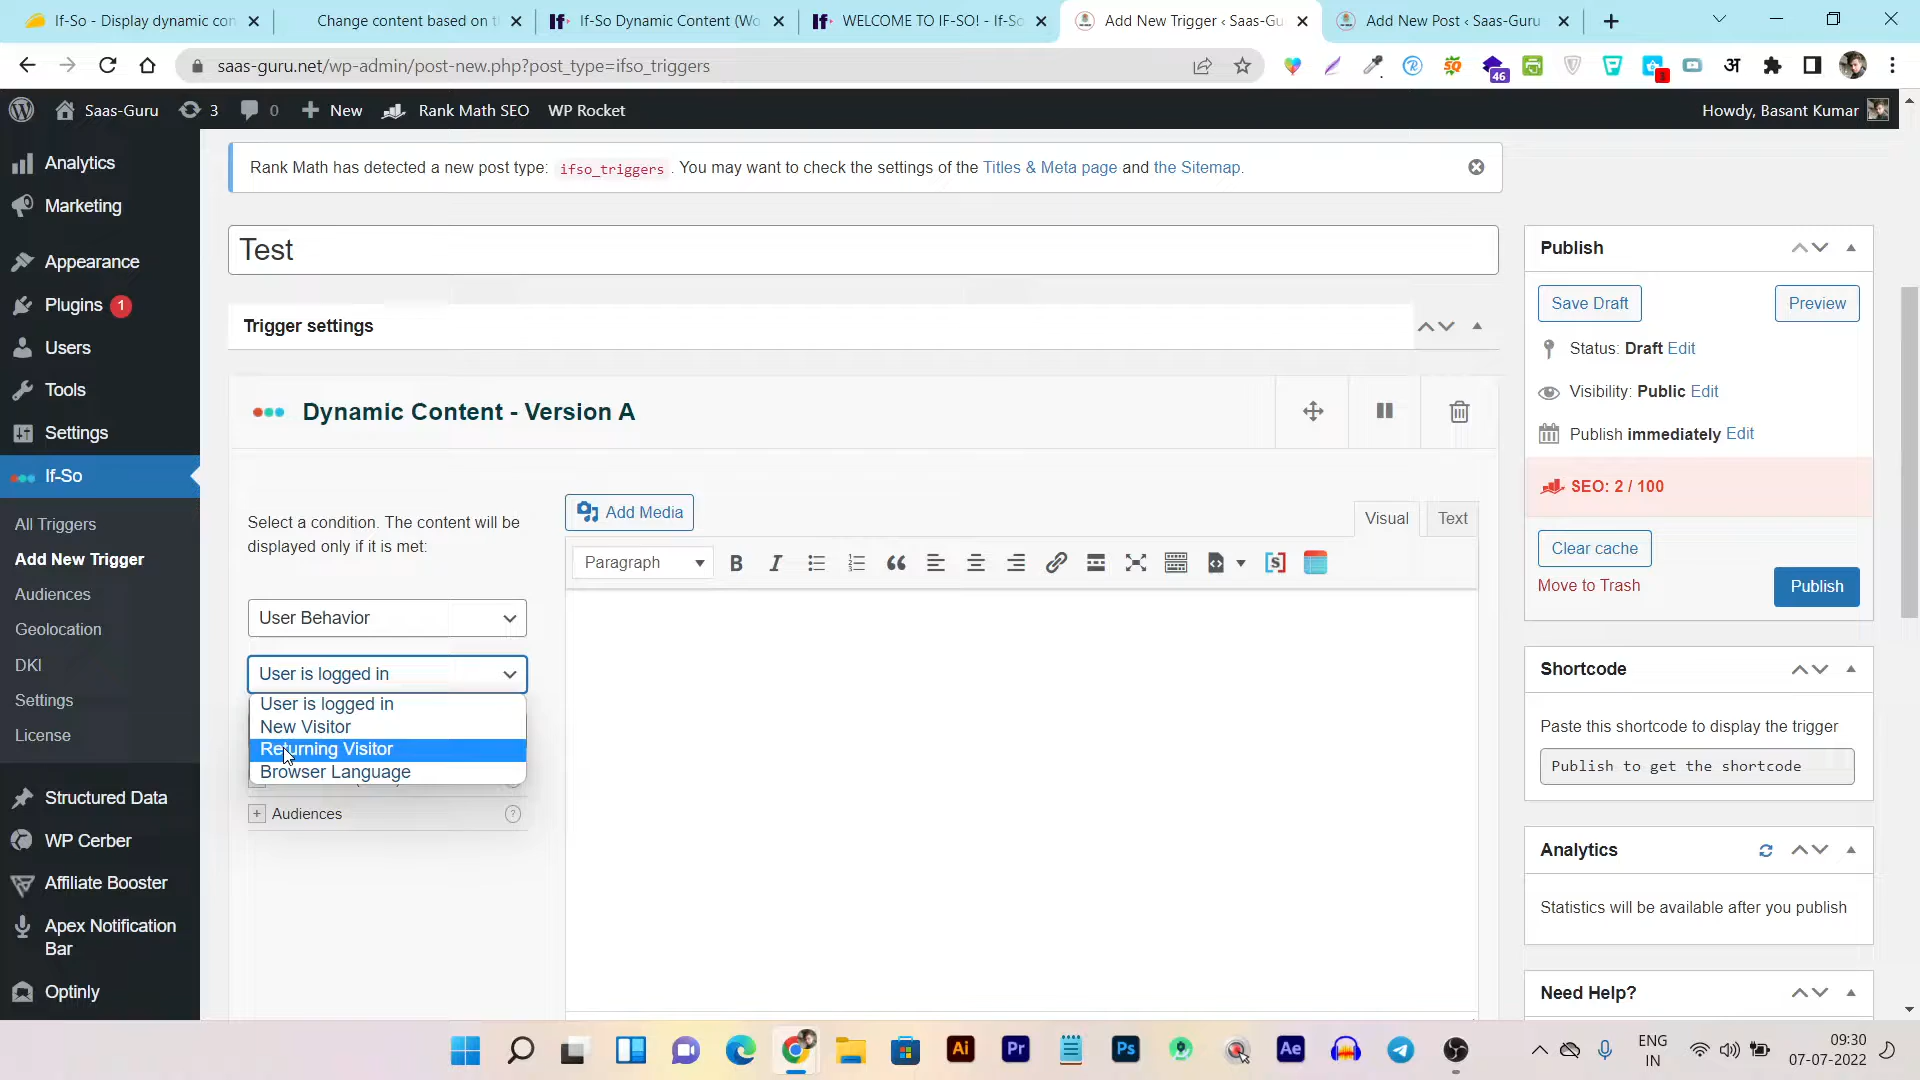 If-So - Display dynamic con
Change content based on t
If-So Dynamic Content (Wo
WELCOME TO IF-SO! - If-So
Add New Trigger ‹ Saas-Gu
Add New Post ‹ Saas-Guru
saas-guru.net/wp-admin/post-new.php?post_type=ifso_triggers
46
1
अ
Saas-Guru
3
0
New
Rank Math SEO
WP Rocket
Howdy, Basant Kumar
Analytics
Marketing
Appearance
Plugins 1
Users
Tools
Settings
If-So
All Triggers
Add New Trigger
Audiences
Geolocation
DKI
Settings
License
Structured Data
WP Cerber
Affiliate Booster
Apex Notification
Bar
Optinly
Rank Math has detected a new post type: ifso_triggers. You may want to check the settings of the Titles & Meta page and the Sitemap.
Test
Trigger settings
Dynamic Content - Version A
Select a condition. The content will be
displayed only if it is met:
User Behavior
User is logged in
User is logged in
New Visitor
Returning Visitor
Browser Language
Audiences
Add Media
Visual
Text
Paragraph
Publish
Save Draft
Preview
Status: Draft Edit
Visibility: Public Edit
Publish immediately Edit
SEO: 2 / 100
Clear cache
Move to Trash
Publish
Shortcode
Paste this shortcode to display the trigger
Publish to get the shortcode
Analytics
Statistics will be available after you publish
Need Help?
Ai
Pr
Ps
Ae
ENG
IN
09:30
07-07-2022